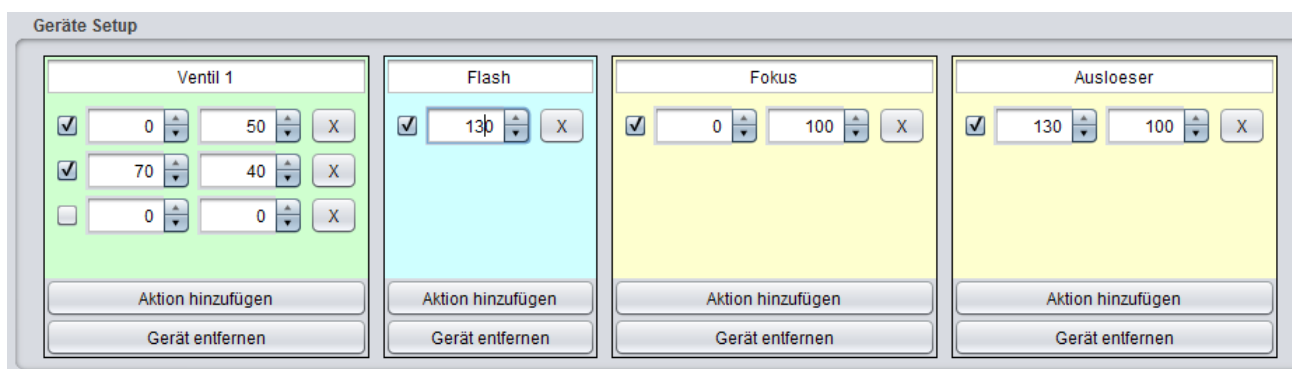 Geräte Setup
Ventil 1
0 50 X
70 40 X
0 0 X
Aktion hinzufügen
Gerät entfernen
Flash
130 X
Aktion hinzufügen
Gerät entfernen
Fokus
0 100 X
Aktion hinzufügen
Gerät entfernen
Ausloeser
130 100 X
Aktion hinzufügen
Gerät entfernen